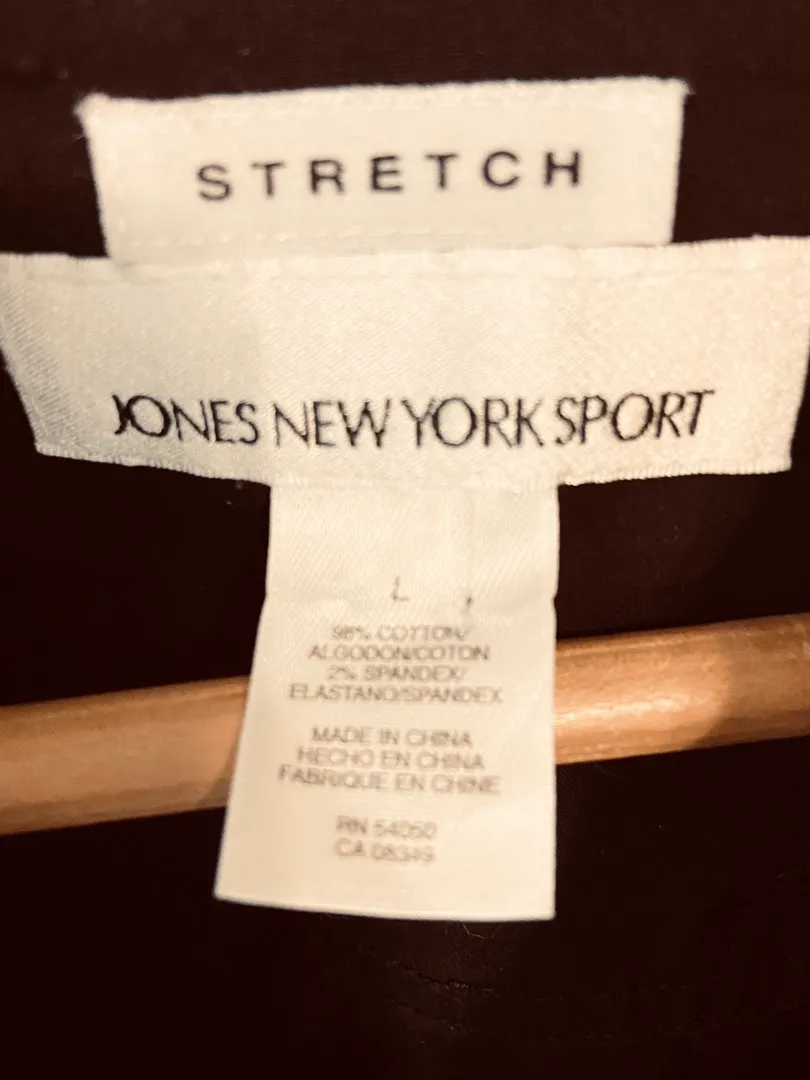 STRETCH
JONES NEW YORK SPORT
L
98% COTTON/
ALGODON/COTON
2% SPANDEX/
ELASTANO/SPANDEX
MADE IN CHINA
HECHO EN CHINA
FABRIQUE EN CHINE
RN 54050
CA 08349